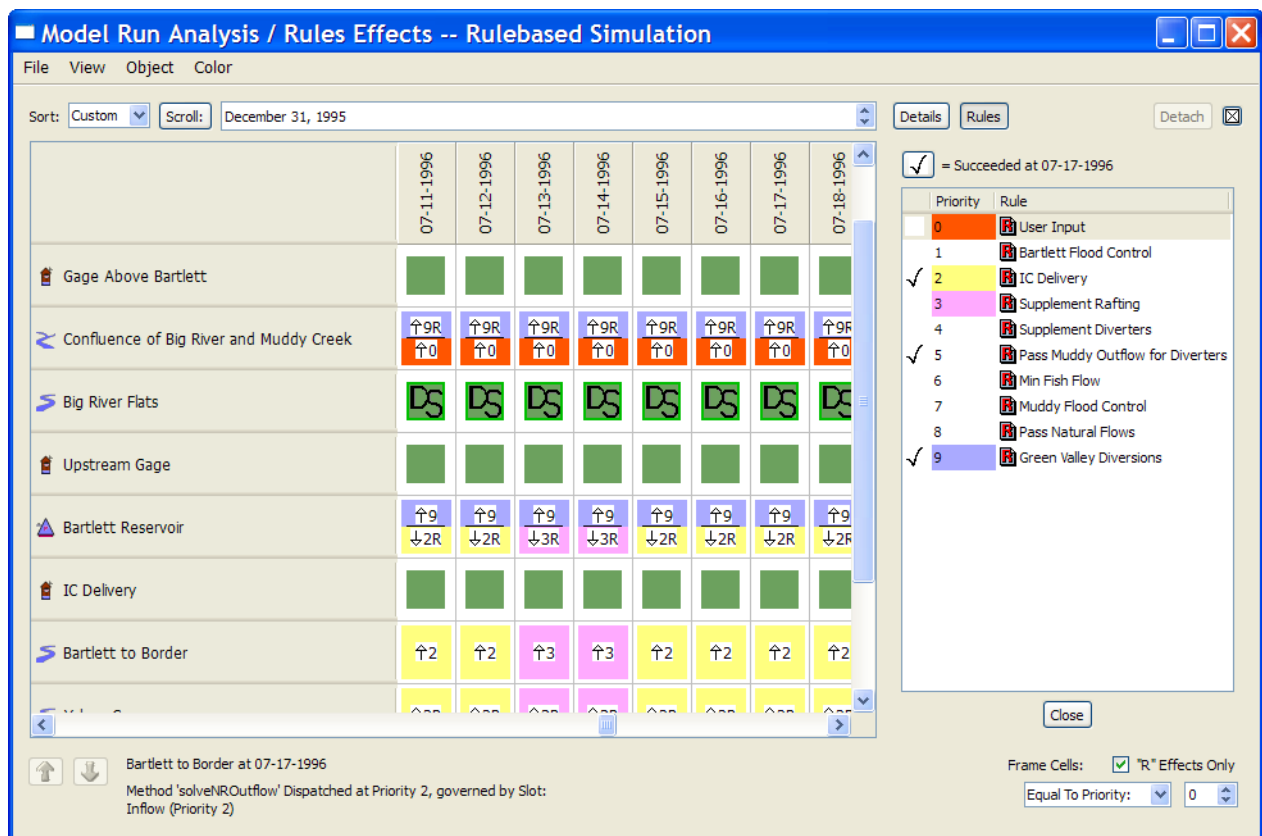 Model Run Analysis / Rules Effects -- Rulebased Simulation
File View Object Color
Sort: Custom Scroll: December 31, 1995 Details Rules Detach
07-11-1996 07-12-1996 07-13-1996 07-14-1996 07-15-1996 07-16-1996 07-17-1996 07-18-1996
√ = Succeeded at 07-17-1996
Priority Rule
0 User Input
1 Bartlett Flood Control
√ 2 IC Delivery
3 Supplement Rafting
4 Supplement Diverters
√ 5 Pass Muddy Outflow for Diverters
6 Min Fish Flow
7 Muddy Flood Control
8 Pass Natural Flows
√ 9 Green Valley Diversions
Gage Above Bartlett
Confluence of Big River and Muddy Creek
↑9R ↑9R ↑9R ↑9R ↑9R ↑9R ↑9R ↑9R
↑0 ↑0 ↑0 ↑0 ↑0 ↑0 ↑0 ↑0
Big River Flats DS DS DS DS DS DS DS DS
Upstream Gage
Bartlett Reservoir
↑9 ↑9 ↑9 ↑9 ↑9 ↑9 ↑9 ↑9
↓2R ↓2R ↓3R ↓3R ↓2R ↓2R ↓2R ↓2R
IC Delivery
Bartlett to Border ↑2 ↑2 ↑3 ↑3 ↑2 ↑2 ↑2 ↑2
Close
Bartlett to Border at 07-17-1996
Method 'solveNROutflow' Dispatched at Priority 2, governed by Slot:
Inflow (Priority 2)
Frame Cells: "R" Effects Only
Equal To Priority: 0